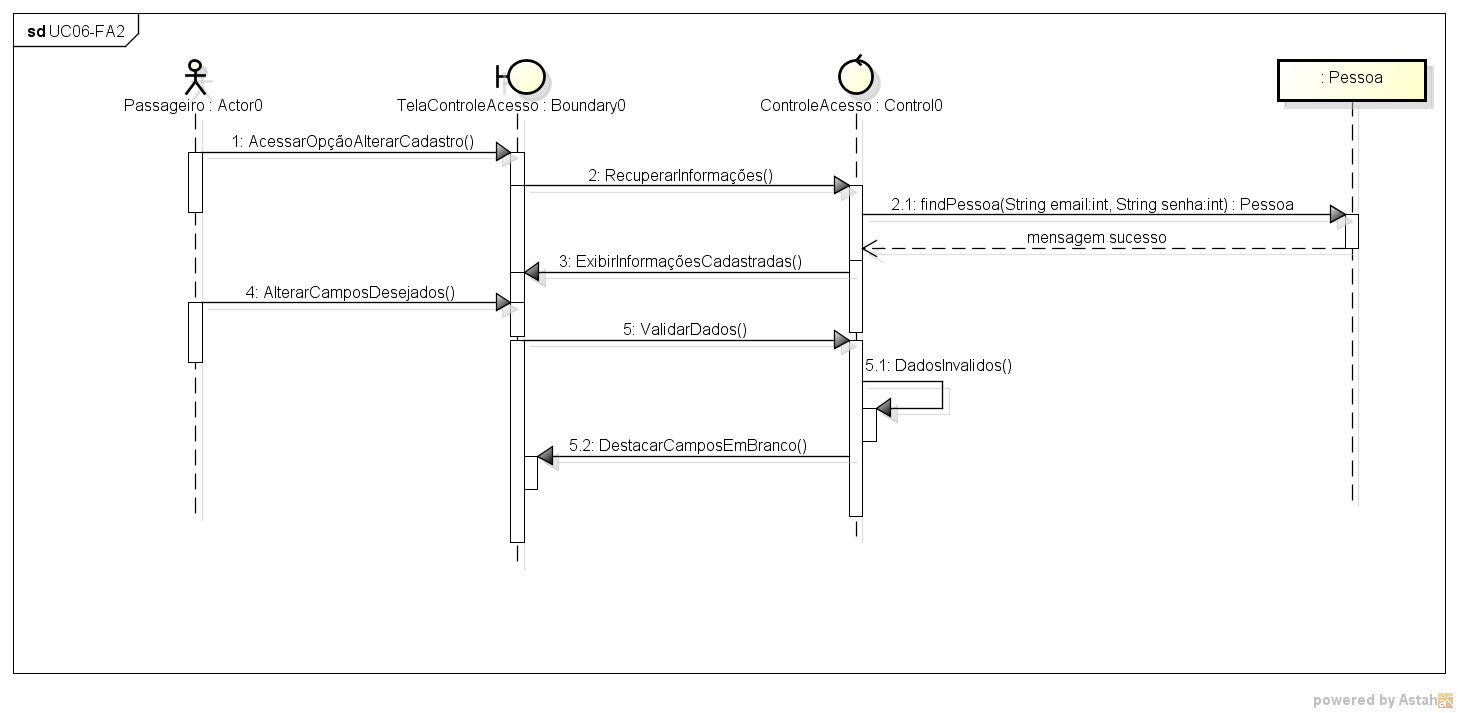 sd UC06-FA2
Passageiro : Actor0
TelaControleAcesso : Boundary0
ControleAcesso : Control0
: Pessoa
1: AcessarOpçãoAlterarCadastro()
2: RecuperarInformações()
2.1: findPessoa(String email:int, String senha:int) : Pessoa
mensagem sucesso
3: ExibirInformaçõesCadastradas()
4: AlterarCamposDesejados()
5: ValidarDados()
5.1: DadosInvalidos()
5.2: DestacarCamposEmBranco()
powered by Astah